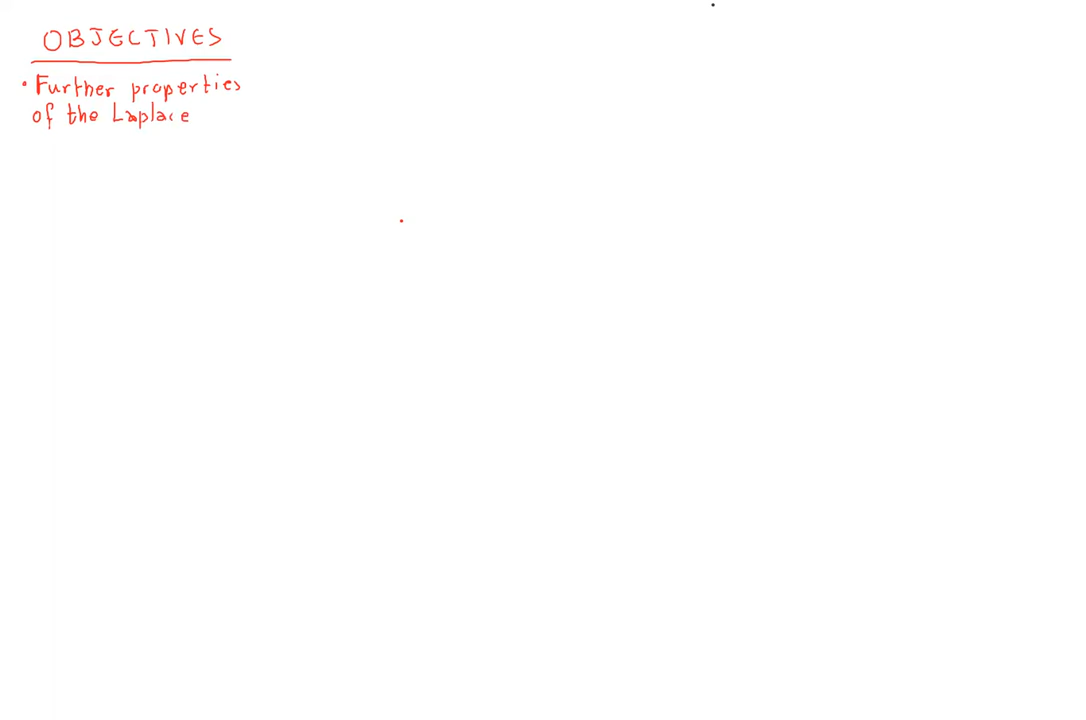 OBJECTIVES
• Further properties
of the Laplace